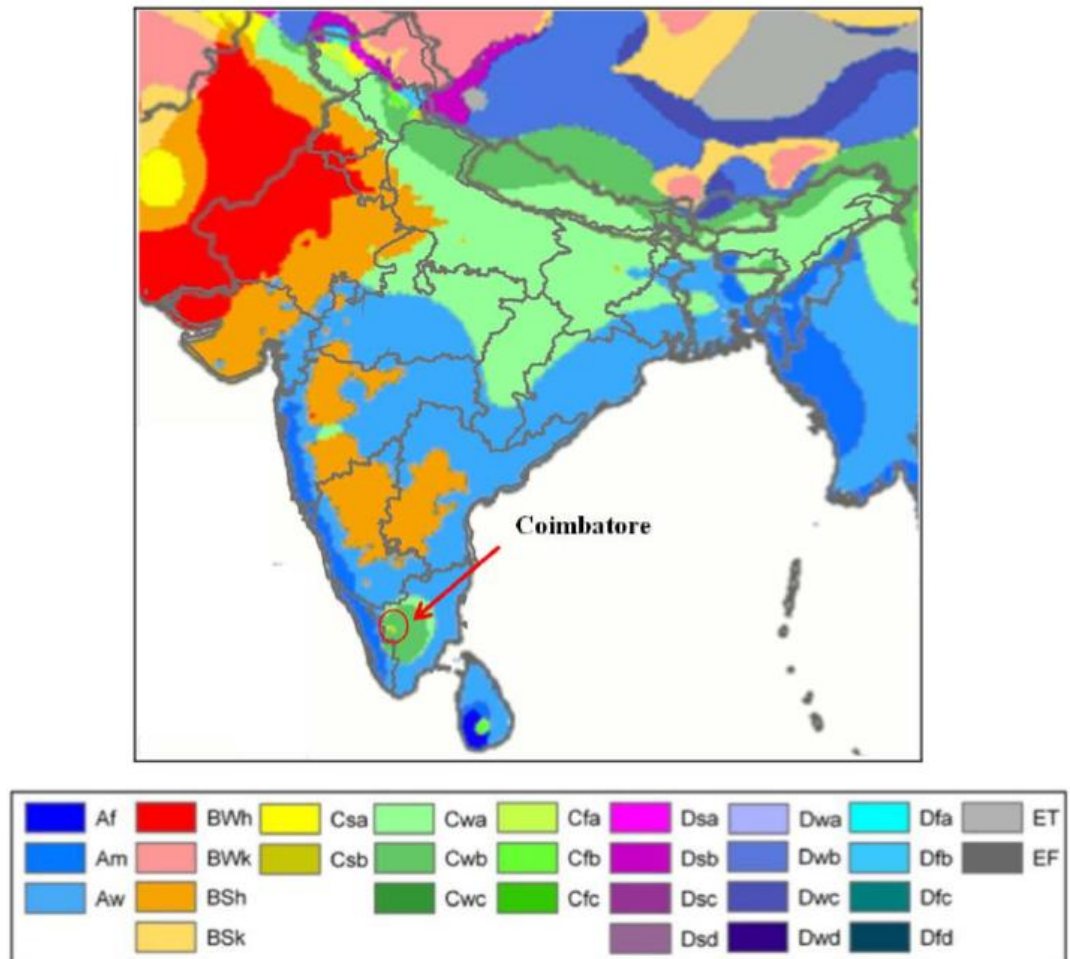 Coimbatore
Af BWh Csa Cwa Cfa Dsa Dwa Dfa ET
Am BWk Csb Cwb Cfb Dsb Dwb Dfb EF
Aw BSh Cwc Cfc Dsc Dwc Dfc
BSk Dsd Dwd Dfd